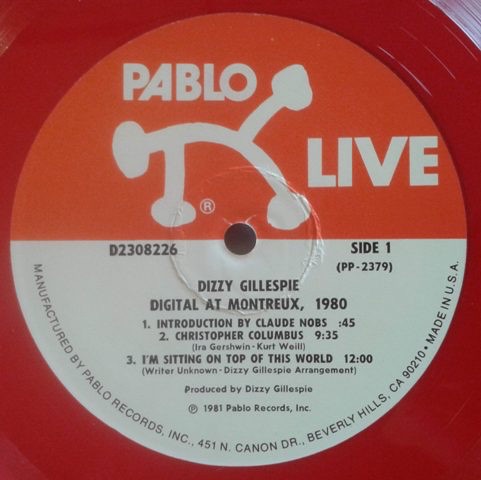 PABLO
LIVE
®
D2308226
SIDE 1
(PP-2379)
DIZZY GILLESPIE
DIGITAL AT MONTREUX, 1980
1. INTRODUCTION BY CLAUDE NOBS :45
2. CHRISTOPHER COLUMBUS 9:35
(Ira Gershwin - Kurt Weill)
3. I'M SITTING ON TOP OF THIS WORLD 12:00
(Writer Unknown - Dizzy Gillespie Arrangement)
Produced by Dizzy Gillespie
℗ 1981 Pablo Records, Inc.
MANUFACTURED BY PABLO RECORDS, INC., 451 N. CANON DR., BEVERLY HILLS, CA 90210 • MADE IN U.S.A.